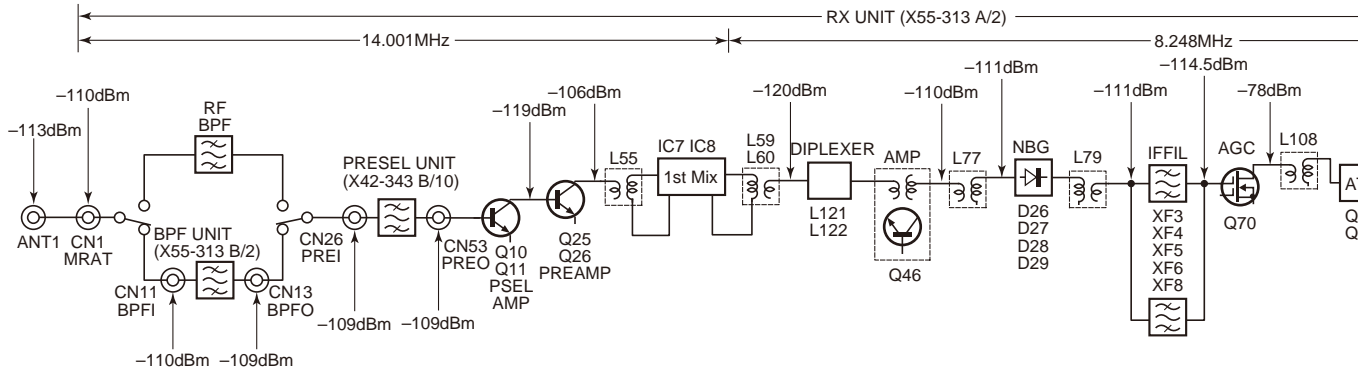 RX UNIT (X55-313 A/2)
14.001MHz
8.248MHz
–113dBm
–110dBm
–119dBm
–106dBm
–120dBm
–110dBm
–111dBm
–111dBm
–114.5dBm
–78dBm
RF
BPF
PRESEL UNIT
(X42-343 B/10)
L55
IC7 IC8
1st Mix
L59
L60
DIPLEXER
AMP
L77
NBG
L79
IFFIL
AGC
L108
ANT1
CN1
MRAT
BPF UNIT
(X55-313 B/2)
CN11
BPFI
CN13
BPFO
CN26
PREI
CN53
PREO
Q10
Q11
PSEL
AMP
Q25
Q26
PREAMP
L121
L122
Q46
D26
D27
D28
D29
XF3
XF4
XF5
XF6
XF8
Q70
–110dBm
–109dBm
–109dBm
–109dBm